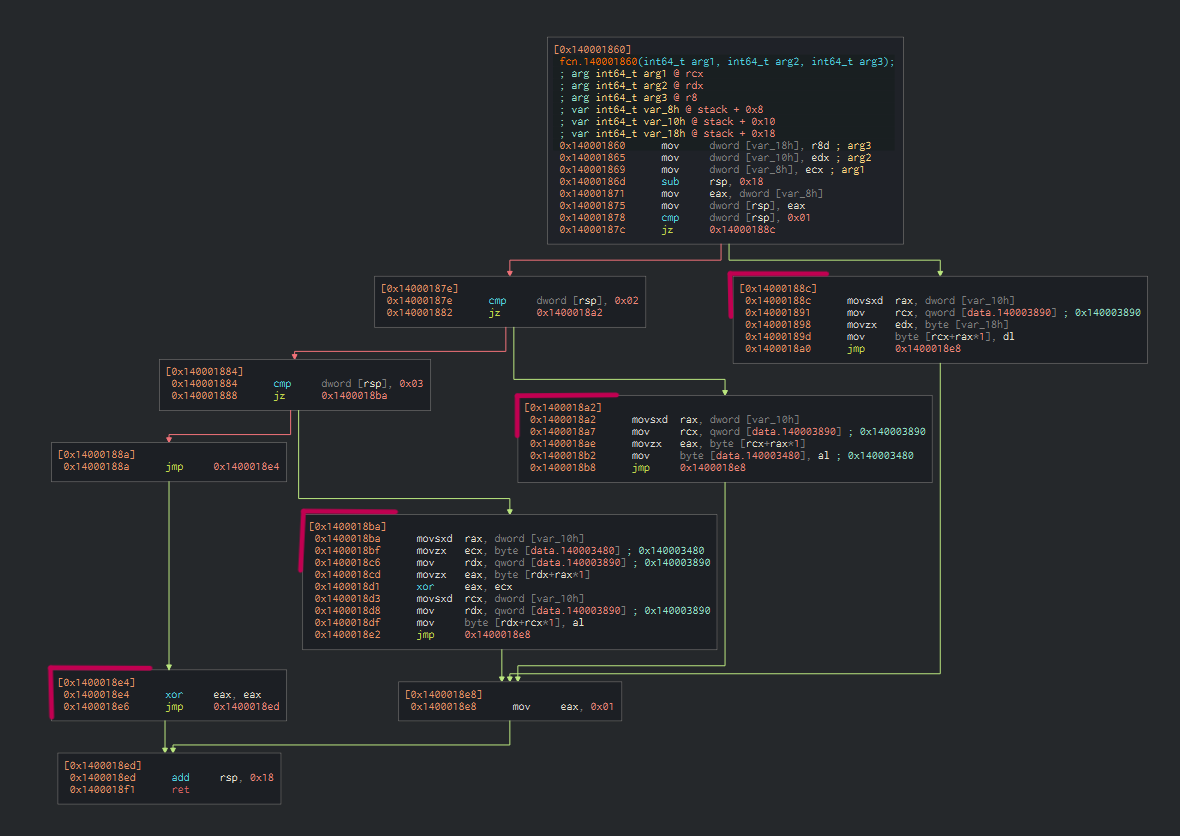 [0x140001860]
fcn.140001860(int64_t arg1, int64_t arg2, int64_t arg3);
; arg int64_t arg1 @ rcx
; arg int64_t arg2 @ rdx
; arg int64_t arg3 @ r8
; var int64_t var_8h @ stack + 0x8
; var int64_t var_10h @ stack + 0x10
; var int64_t var_18h @ stack + 0x18
0x140001860 mov dword [var_18h], r8d ; arg3
0x140001865 mov dword [var_10h], edx ; arg2
0x140001869 mov dword [var_8h], ecx ; arg1
0x14000186d sub rsp, 0x18
0x140001871 mov eax, dword [var_8h]
0x140001875 mov dword [rsp], eax
0x140001878 cmp dword [rsp], 0x01
0x14000187c jz 0x14000188c
[0x14000187e]
0x14000187e cmp dword [rsp], 0x02
0x140001882 jz 0x1400018a2
[0x14000188c]
0x14000188c movsxd rax, dword [var_10h]
0x140001891 mov rcx, qword [data.140003890] ; 0x140003890
0x140001898 movzx edx, byte [var_18h]
0x14000189d mov byte [rcx+rax*1], dl
0x1400018a0 jmp 0x1400018e8
[0x140001884]
0x140001884 cmp dword [rsp], 0x03
0x140001888 jz 0x1400018ba
[0x1400018a2]
0x1400018a2 movsxd rax, dword [var_10h]
0x1400018a7 mov rcx, qword [data.140003890] ; 0x140003890
0x1400018ae movzx eax, byte [rcx+rax*1]
0x1400018b2 mov byte [data.140003480], al ; 0x140003480
0x1400018b8 jmp 0x1400018e8
[0x14000188a]
0x14000188a jmp 0x1400018e4
[0x1400018ba]
0x1400018ba movsxd rax, dword [var_10h]
0x1400018bf movzx ecx, byte [data.140003480] ; 0x140003480
0x1400018c6 mov rdx, qword [data.140003890] ; 0x140003890
0x1400018cd movzx eax, byte [rdx+rax*1]
0x1400018d1 xor eax, ecx
0x1400018d3 movsxd rcx, dword [var_10h]
0x1400018d8 mov rdx, qword [data.140003890] ; 0x140003890
0x1400018df mov byte [rdx+rcx*1], al
0x1400018e2 jmp 0x1400018e8
[0x1400018e4]
0x1400018e4 xor eax, eax
0x1400018e6 jmp 0x1400018ed
[0x1400018e8]
0x1400018e8 mov eax, 0x01
[0x1400018ed]
0x1400018ed add rsp, 0x18
0x1400018f1 ret